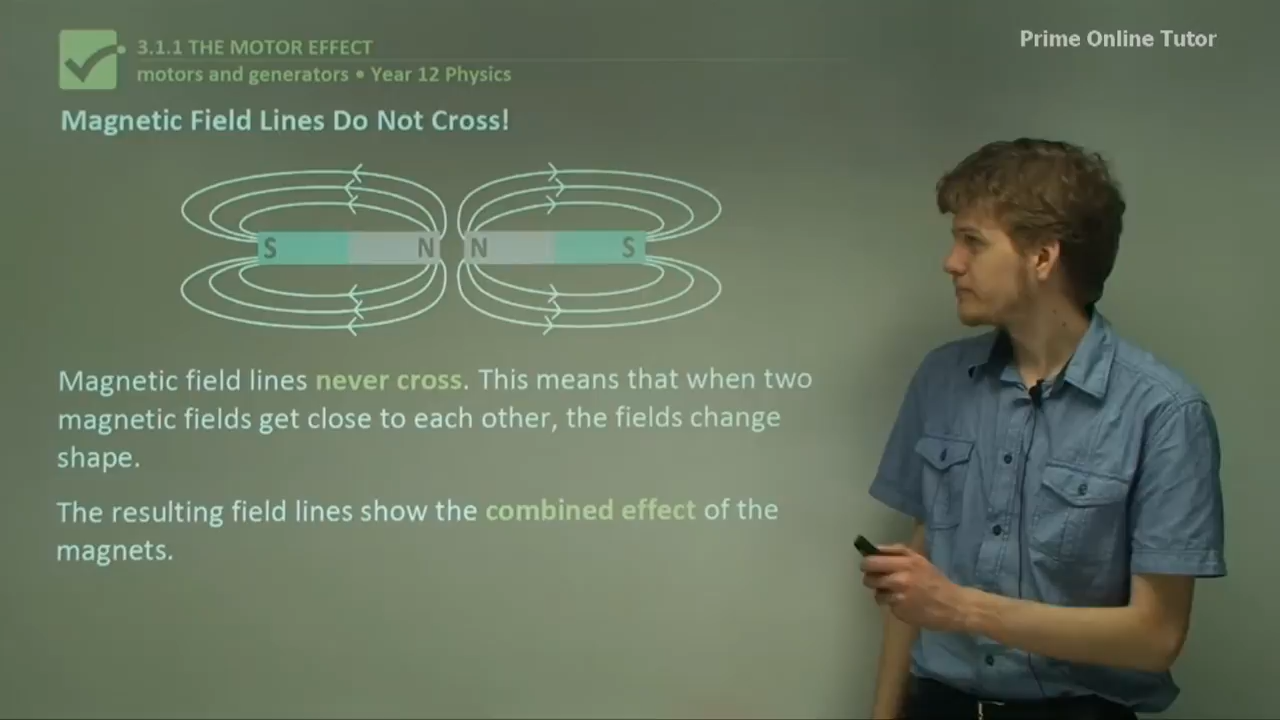 Prime Online Tutor
3.1.1 THE MOTOR EFFECT
motors and generators • Year 12 Physics
Magnetic Field Lines Do Not Cross!
S N N S
Magnetic field lines never cross. This means that when two
magnetic fields get close to each other, the fields change
shape.
The resulting field lines show the combined effect of the
magnets.